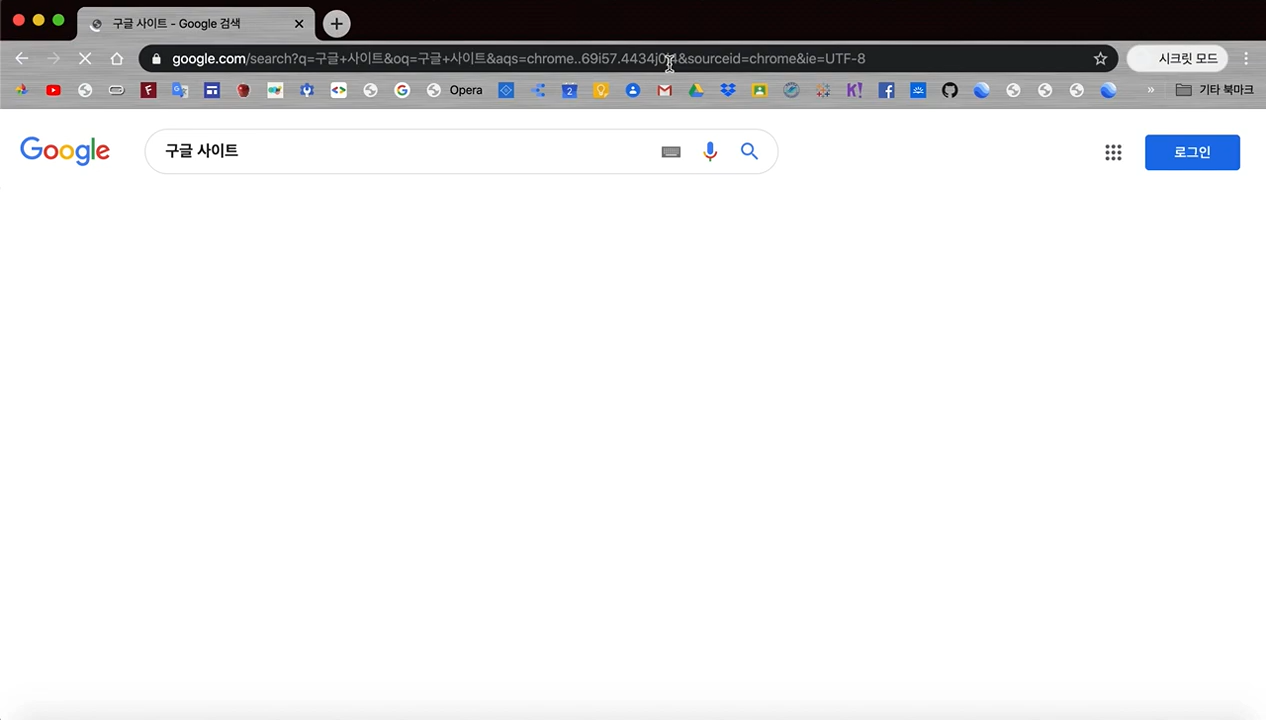 구글 사이트 - Google 검색
google.com/search?q=구글+사이트&oq=구글+사이트&aqs=chrome..69i57.4434j0j4&sourceid=chrome&ie=UTF-8
시크릿 모드
Opera
2
K!
기타 북마크
Google
구글 사이트
로그인